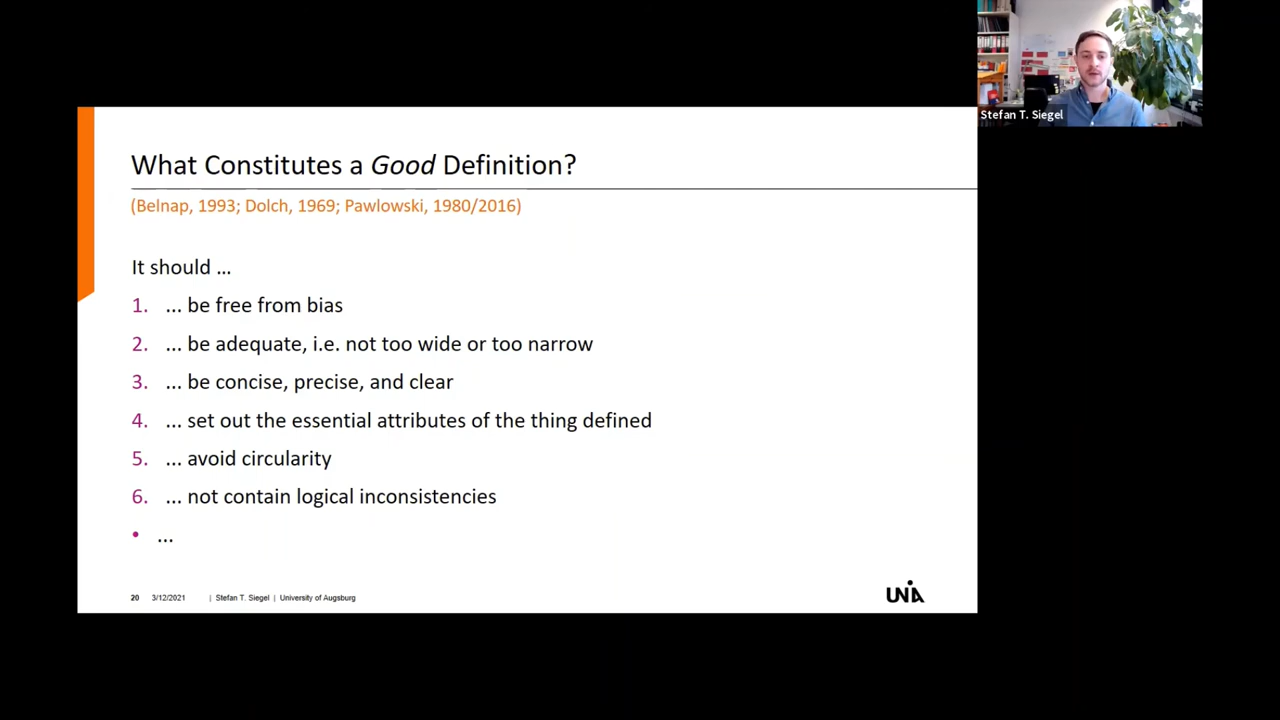 Stefan T. Siegel
What Constitutes a Good Definition?
(Belnap, 1993; Dolch, 1969; Pawlowski, 1980/2016)
It should ...
1. ... be free from bias
2. ... be adequate, i.e. not too wide or too narrow
3. ... be concise, precise, and clear
4. ... set out the essential attributes of the thing defined
5. ... avoid circularity
6. ... not contain logical inconsistencies
• ...
20 3/12/2021 | Stefan T. Siegel | University of Augsburg
UNIA